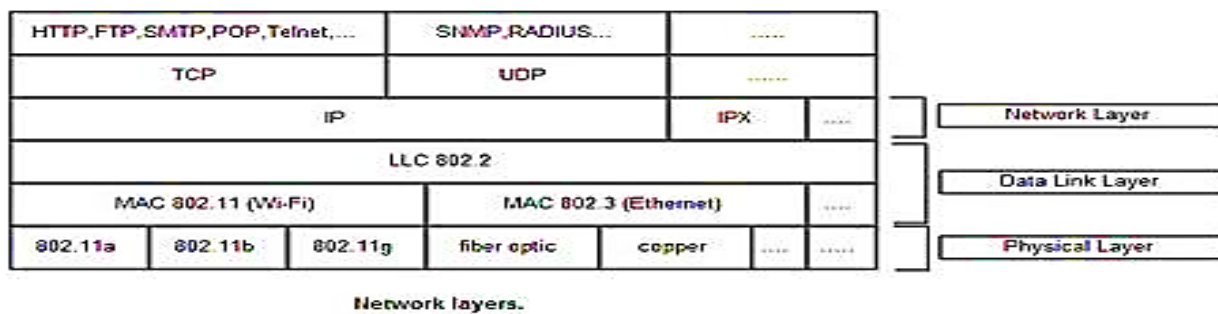 HTTP,FTP,SMTP,POP,Telnet,... SNMP,RADIUS... ......
TCP UDP ......
IP IPX ..... Network Layer
LLC 802.2
Data Link Layer
MAC 802.11 (Wi-Fi) MAC 802.3 (Ethernet) .....
802.11a 802.11b 802.11g fiber optic copper .... ..... Physical Layer
Network layers.